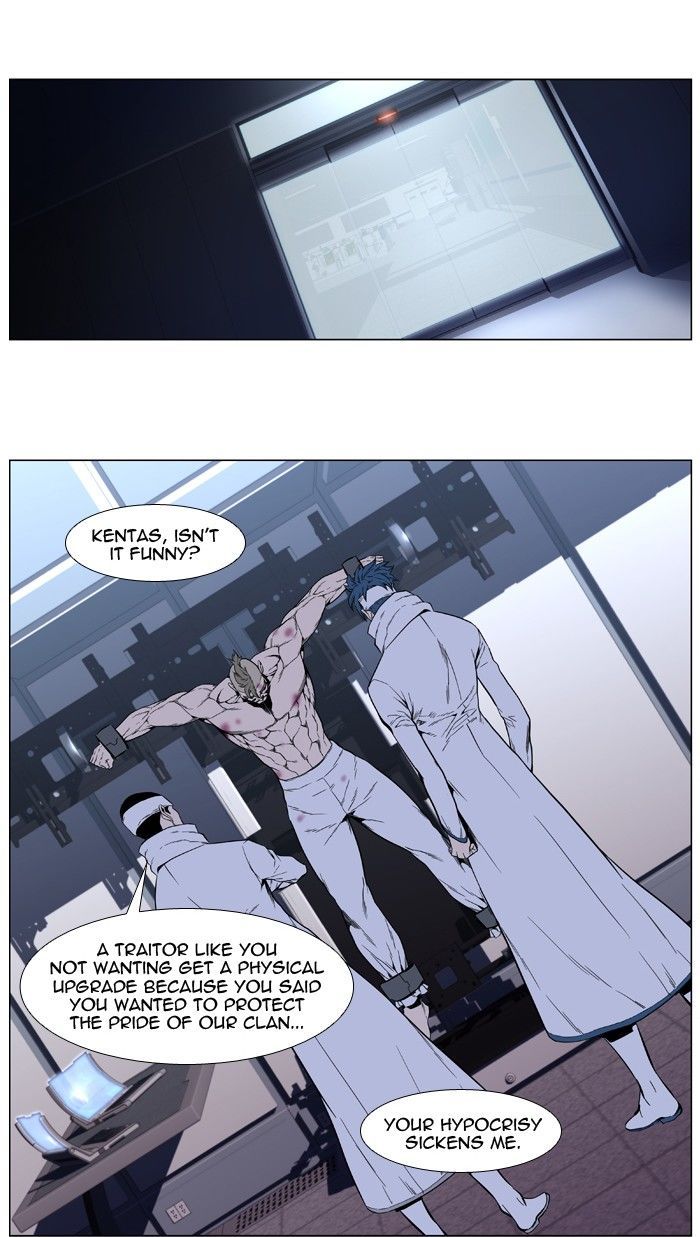 KENTAS, ISN'T
IT FUNNY?
A TRAITOR LIKE YOU
NOT WANTING GET A PHYSICAL
UPGRADE BECAUSE YOU SAID
YOU WANTED TO PROTECT
THE PRIDE OF OUR CLAN...
YOUR HYPOCRISY
SICKENS ME.